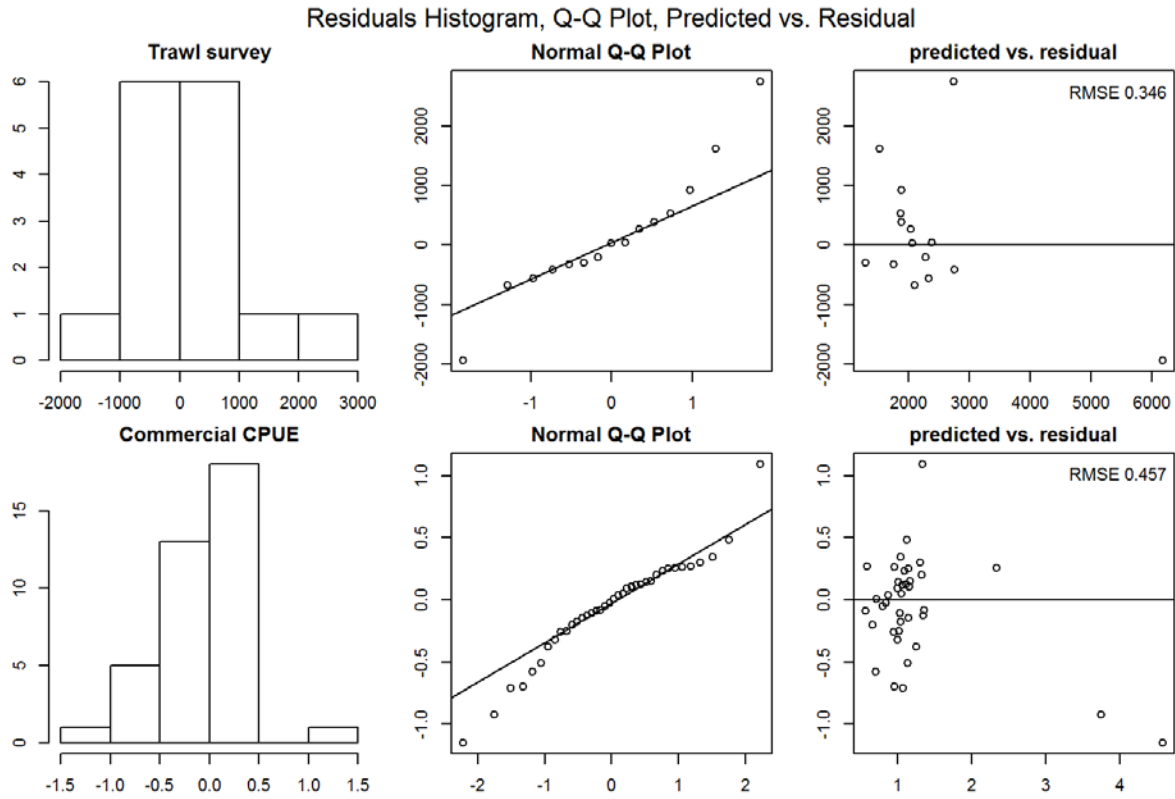 Residuals Histogram, Q-Q Plot, Predicted vs. Residual
Trawl survey
Normal Q-Q Plot
predicted vs. residual
0 1 2 3 4 5 6
-2000 -1000 0 1000 2000 3000
-2000 -1000 0 1000 2000
-1 0 1
-2000 -1000 0 1000 2000
2000 3000 4000 5000 6000
RMSE 0.346
Commercial CPUE
Normal Q-Q Plot
predicted vs. residual
0 5 10 15
-1.5 -1.0 -0.5 0.0 0.5 1.0 1.5
-1.0 -0.5 0.0 0.5 1.0
-2 -1 0 1 2
-1.0 -0.5 0.0 0.5 1.0
1 2 3 4
RMSE 0.457